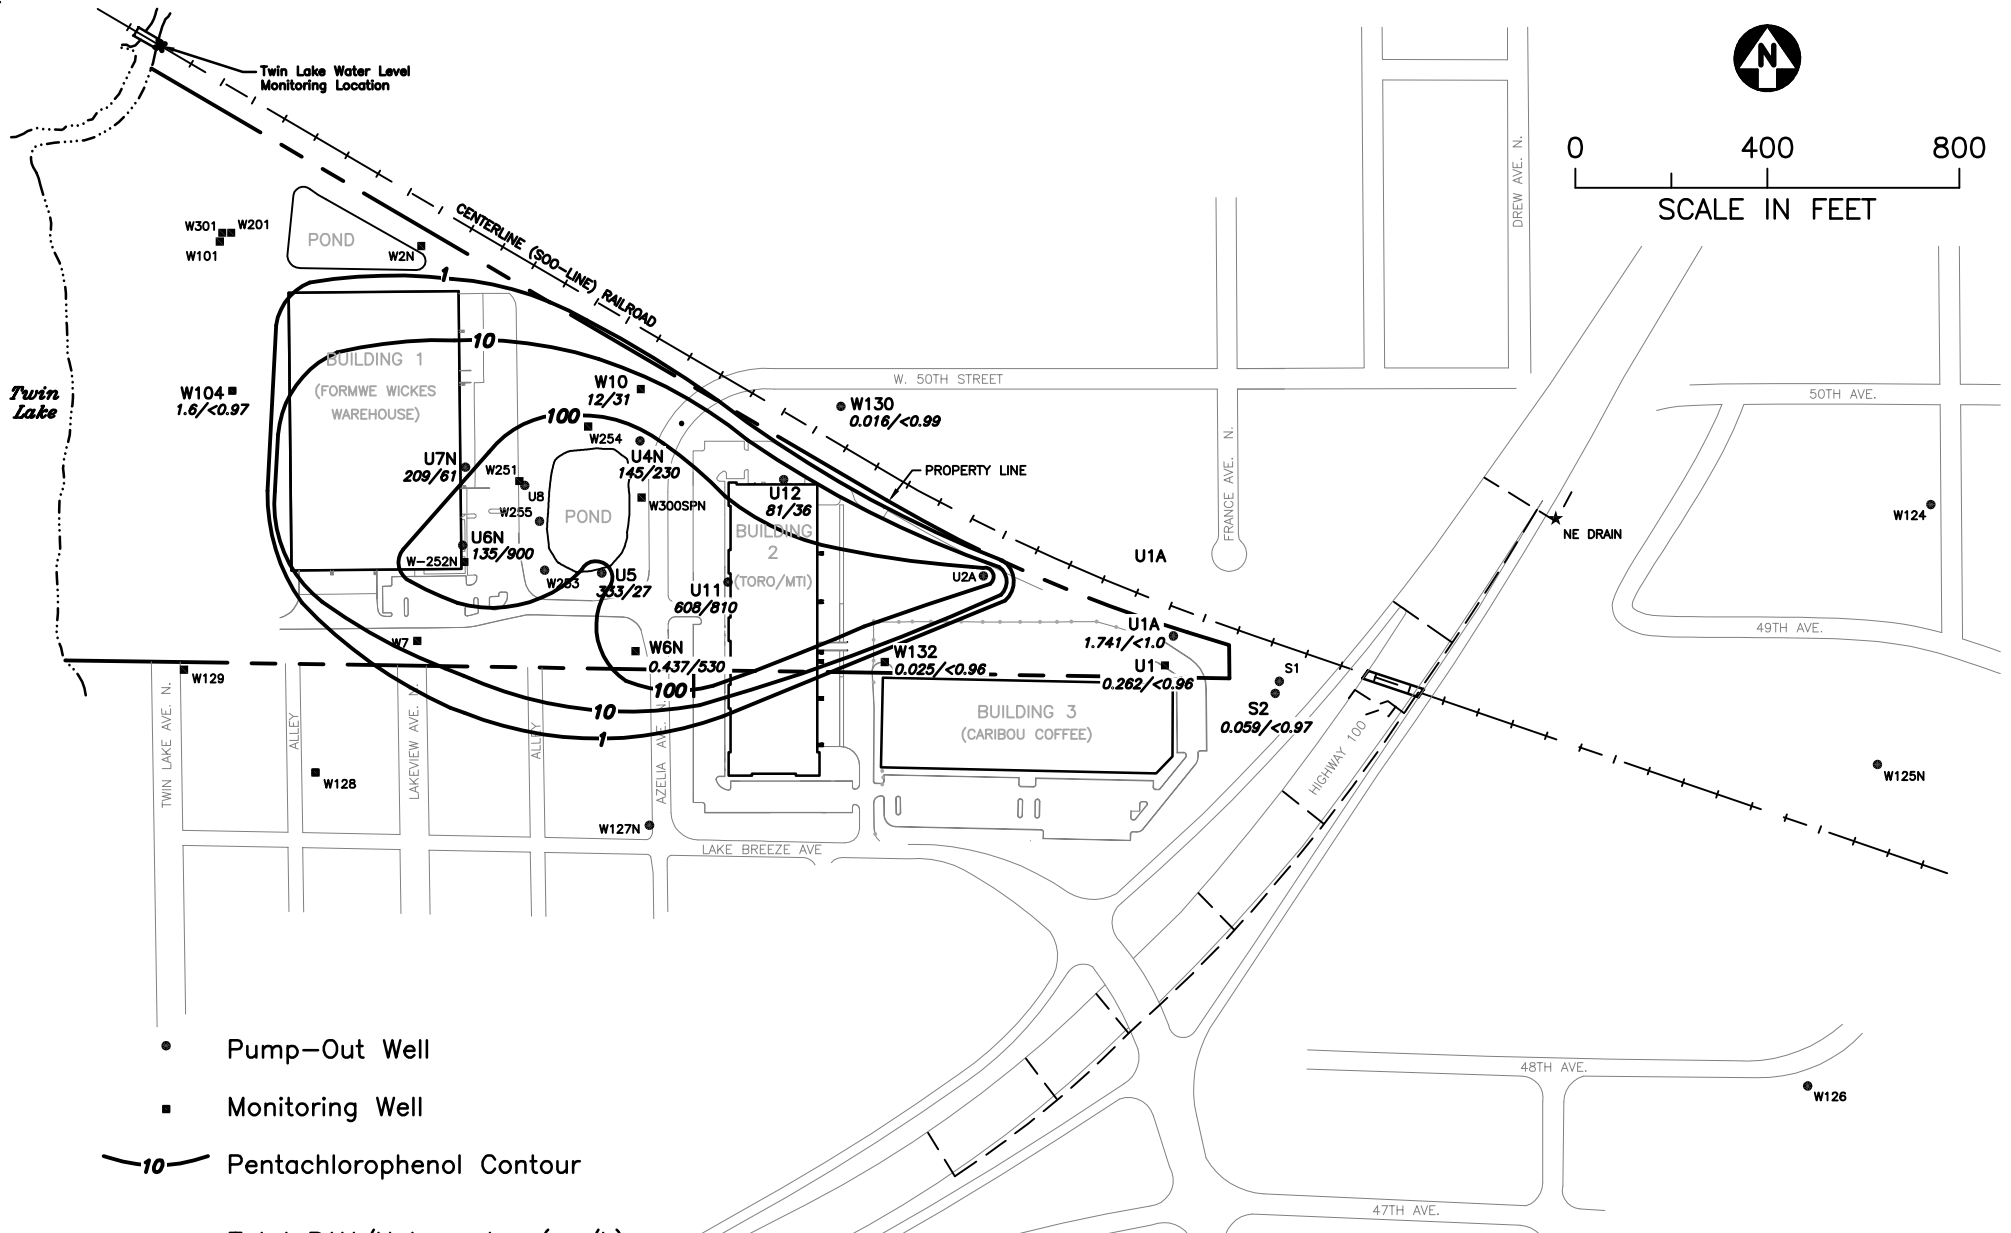 Twin Lake Water Level
Monitoring Location
N
0 400 800
SCALE IN FEET
DREW AVE. N.
W301
W201
W101
POND
W2N
CENTERLINE (SOO-LINE) RAILROAD
1
10
BUILDING 1
(FORMWE WICKES
WAREHOUSE)
Twin
Lake
W104
1.6/<0.97
W10
12/31
100
W254
U4N
145/230
W. 50TH STREET
W130
0.016/<0.99
50TH AVE.
U7N
209/61
W251
U8
W255
W300SPN
POND
U12
81/36
PROPERTY LINE
FRANCE AVE. N.
W124
NE DRAIN
BUILDING
2
(TORO/MTI)
U6N
135/900
W-252N
W253
U5
333/27
U11
608/810
U2A
U1A
U1A
1.741/<1.0
49TH AVE.
W7
W6N
0.437/530
W132
0.025/<0.96
U1
0.262/<0.96
S1
S2
0.059/<0.97
W129
100
10
1
BUILDING 3
(CARIBOU COFFEE)
TWIN LAKE AVE. N.
ALLEY
LAKEVIEW AVE. N.
ALLEY
AZELIA AVE. N.
HIGHWAY 100
W128
W125N
W127N
LAKE BREEZE AVE
Pump-Out Well
Monitoring Well
10
Pentachlorophenol Contour
48TH AVE.
W126
47TH AVE.